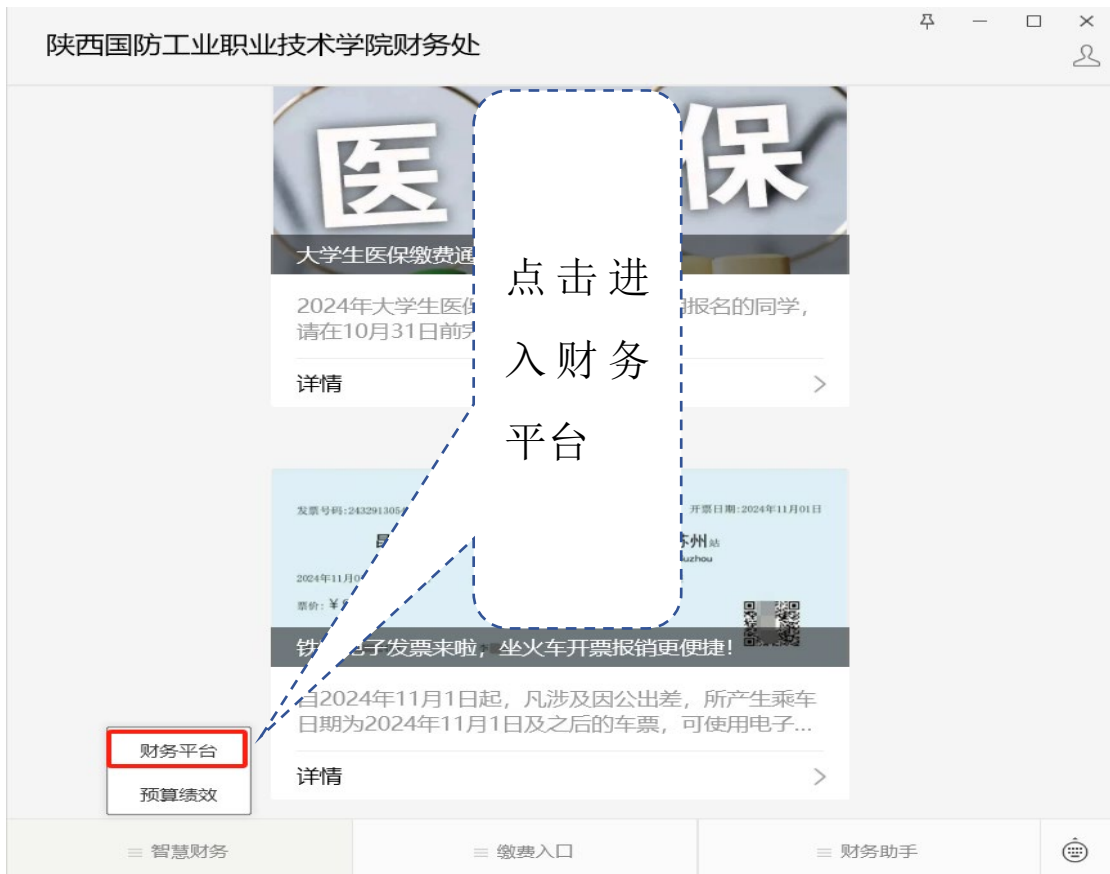 陕西国防工业职业技术学院财务处
医 保
大学生医保缴费通
2024年大学生医 报名的同学，
请在10月31日前
详情
点击进
入财务
平台
发票号码:243291305 开票日期:2024年11月01日
州站
uzhou
2024年11月0
票价:￥
子发票来啦，坐火车开票报销更便捷！
2024年11月1日起，凡涉及因公出差，所产生乘车
日期为2024年11月1日及之后的车票，可使用电子...
详情
财务平台
预算绩效
智慧财务 缴费入口 财务助手